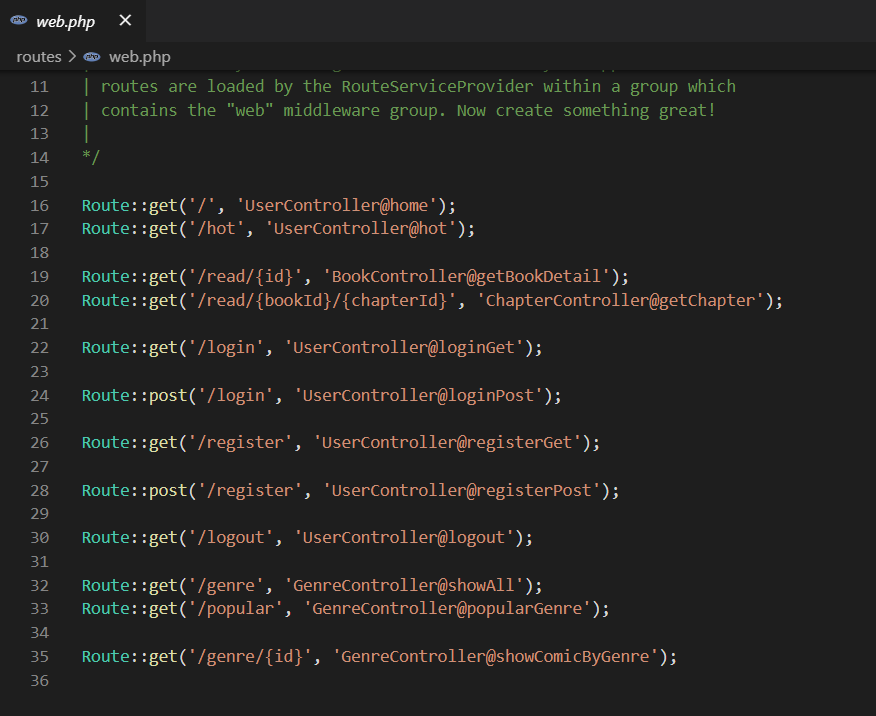 web.php
routes > web.php
11 | routes are loaded by the RouteServiceProvider within a group which
12 | contains the "web" middleware group. Now create something great!
13 |
14 */
15
16 Route::get('/', 'UserController@home');
17 Route::get('/hot', 'UserController@hot');
18
19 Route::get('/read/{id}', 'BookController@getBookDetail');
20 Route::get('/read/{bookId}/{chapterId}', 'ChapterController@getChapter');
21
22 Route::get('/login', 'UserController@loginGet');
23
24 Route::post('/login', 'UserController@loginPost');
25
26 Route::get('/register', 'UserController@registerGet');
27
28 Route::post('/register', 'UserController@registerPost');
29
30 Route::get('/logout', 'UserController@logout');
31
32 Route::get('/genre', 'GenreController@showAll');
33 Route::get('/popular', 'GenreController@popularGenre');
34
35 Route::get('/genre/{id}', 'GenreController@showComicByGenre');
36